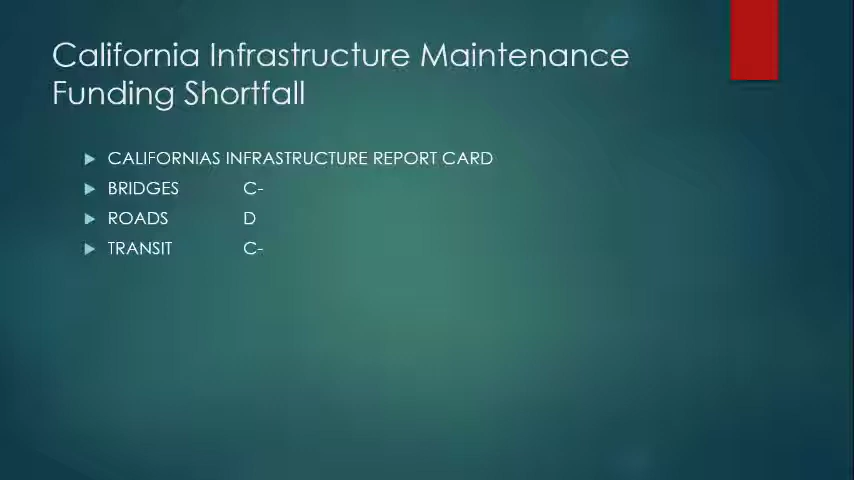 California Infrastructure Maintenance
Funding Shortfall
CALIFORNIAS INFRASTRUCTURE REPORT CARD
BRIDGES C-
ROADS D
TRANSIT C-